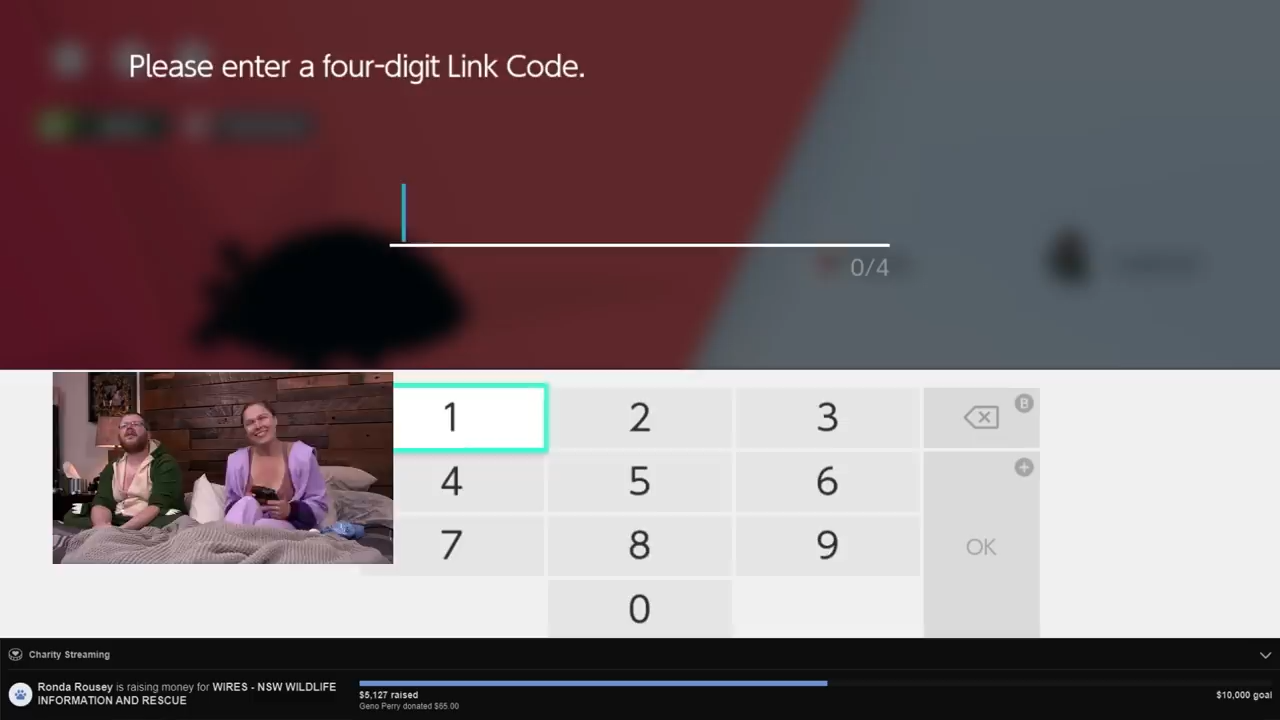 Please enter a four-digit Link Code.
0/4
1
2
3
B
4
5
6
+
7
8
9
OK
0
Charity Streaming
Ronda Rousey is raising money for WIRES - NSW WILDLIFE
INFORMATION AND RESCUE
$5,127 raised
$10,000 goal
Geno Perry donated $65.00